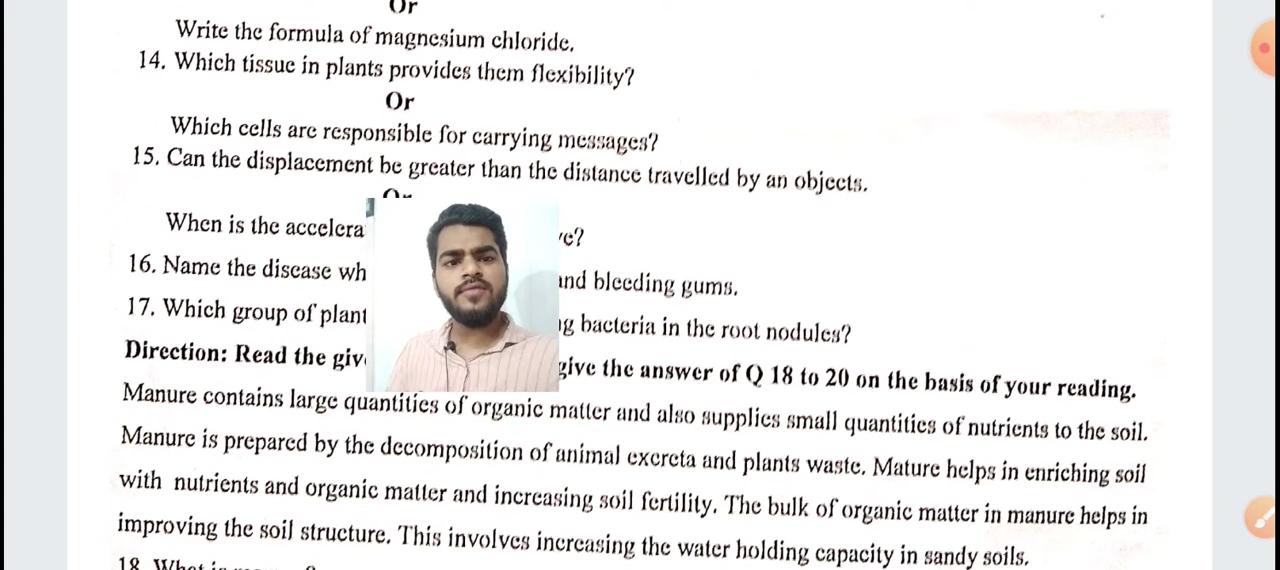 Or
Write the formula of magnesium chloride.
14. Which tissue in plants provides them flexibility?
Or
Which cells are responsible for carrying messages?
15. Can the displacement be greater than the distance travelled by an objects.
When is the accelera
16. Name the disease wh and bleeding gums.
17. Which group of plant bacteria in the root nodules?
Direction: Read the giv give the answer of Q 18 to 20 on the basis of your reading.
Manure contains large quantities of organic matter and also supplies small quantities of nutrients to the soil.
Manure is prepared by the decomposition of animal excreta and plants waste. Mature helps in enriching soil
with nutrients and organic matter and increasing soil fertility. The bulk of organic matter in manure helps in
improving the soil structure. This involves increasing the water holding capacity in sandy soils.
18. What is